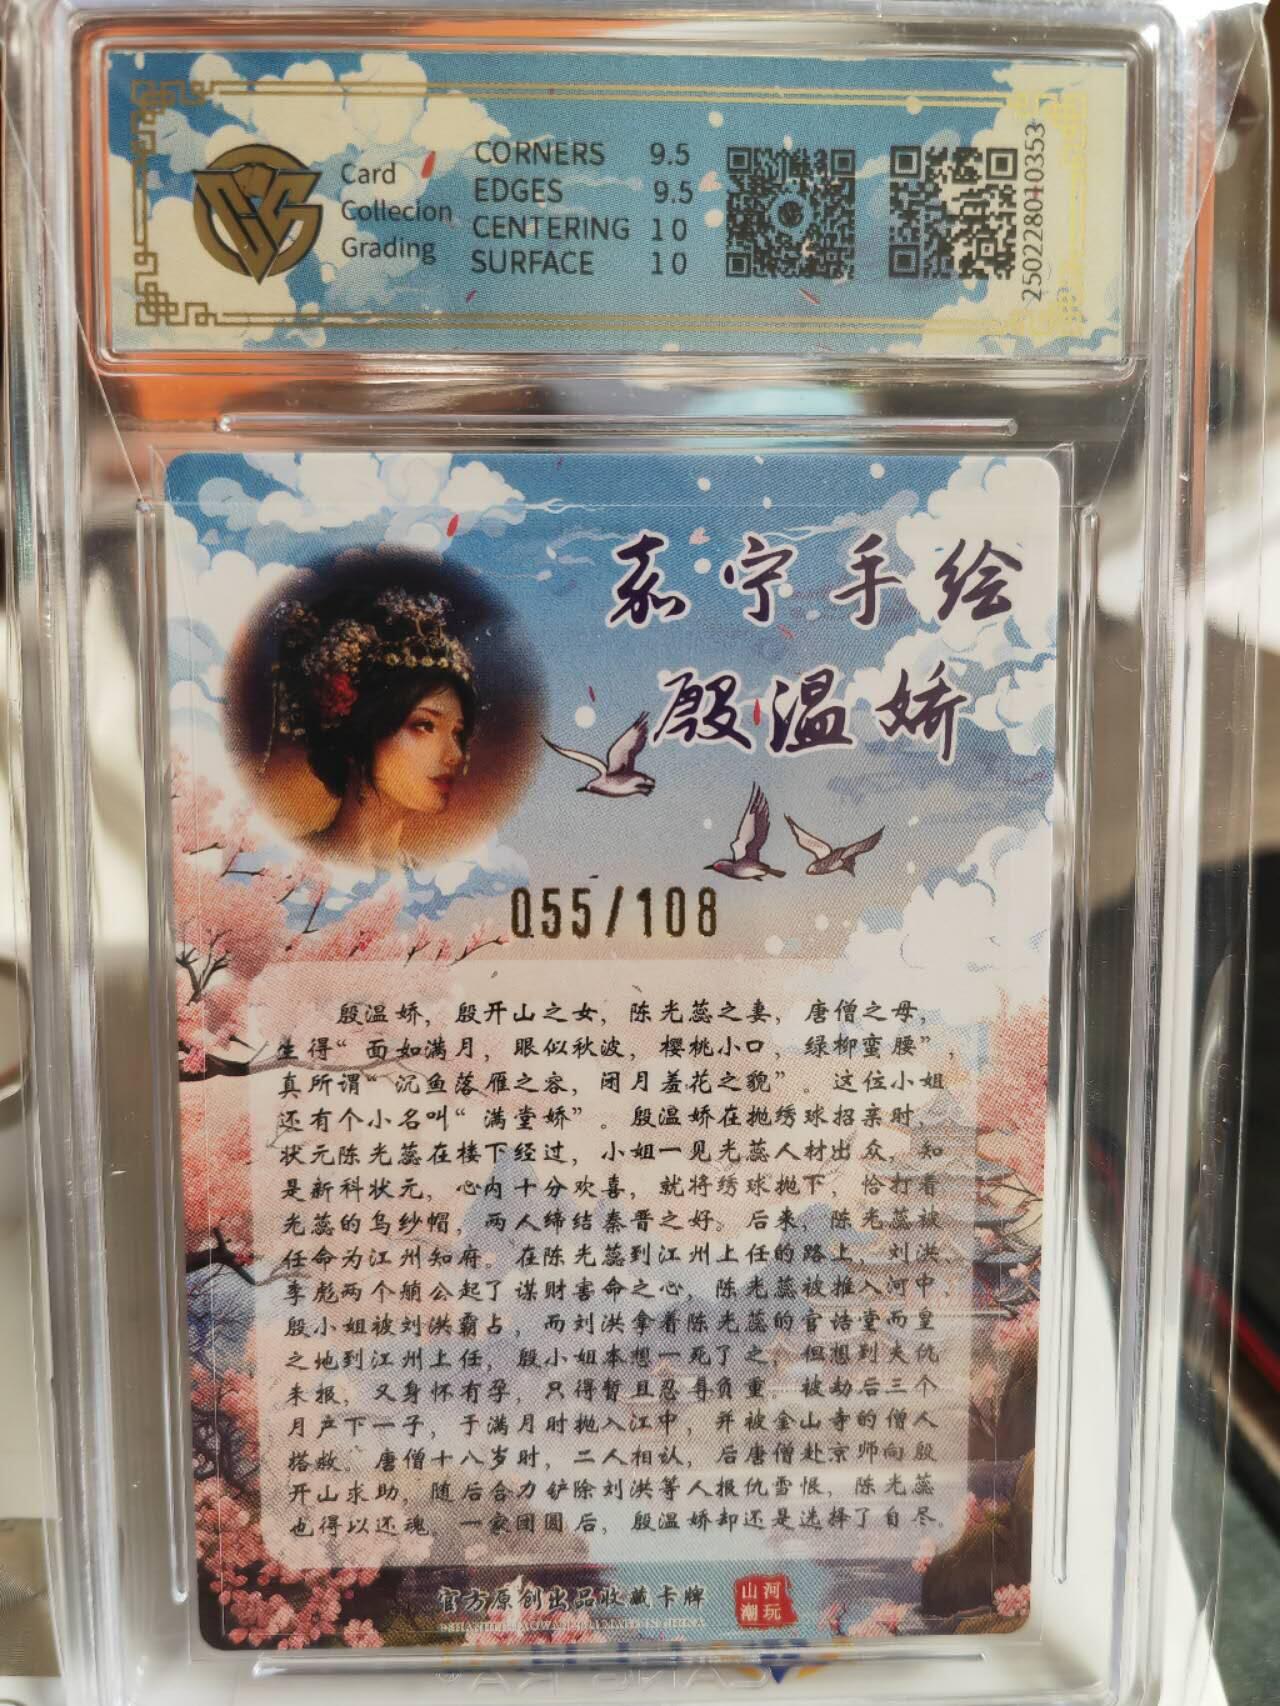 Card
Collecion
Grading
CORNERS 9.5
EDGES 9.5
CENTERING 10
SURFACE 10
250228010353
嘉宁手绘
殷温娇
055/108
殷温娇，殷开山之女，陈光蕊之妻，唐僧之母，
生得“面如满月，眼似秋波，樱桃小口，绿柳蛮腰”，
真所谓“沉鱼落雁之容，闭月羞花之貌”。这位小姐
还有个小名叫“满堂娇”。殷温娇在抛绣球招亲时，
状元陈光蕊在楼下经过，小姐一见光蕊人材出众，知
是新科状元，心内十分欢喜，就将绣球抛下，恰打着
光蕊的乌纱帽，两人缔结秦晋之好。后来，陈光蕊被
任命为江州知府。在陈光蕊到江州上任的路上，刘洪、
李彪两个艄公起了谋财害命之心，陈光蕊被推入河中，
殷小姐被刘洪霸占，而刘洪拿着陈光蕊的官诰堂而皇
之地到江州上任，殷小姐本想一死了之，但想到夫仇
未报，又身怀有孕，只得暂且忍辱负重。被劫后三个
月产下一子，于满月时抛入江中，并被金山寺的僧人
搭救。唐僧十八岁时，二人相认，后唐僧赴京师向殷
开山求助，随后合力铲除刘洪等人报仇雪恨，陈光蕊
也得以还魂。一家团圆后，殷温娇却还是选择了自尽。
官方原创出品收藏卡牌
山河
潮玩